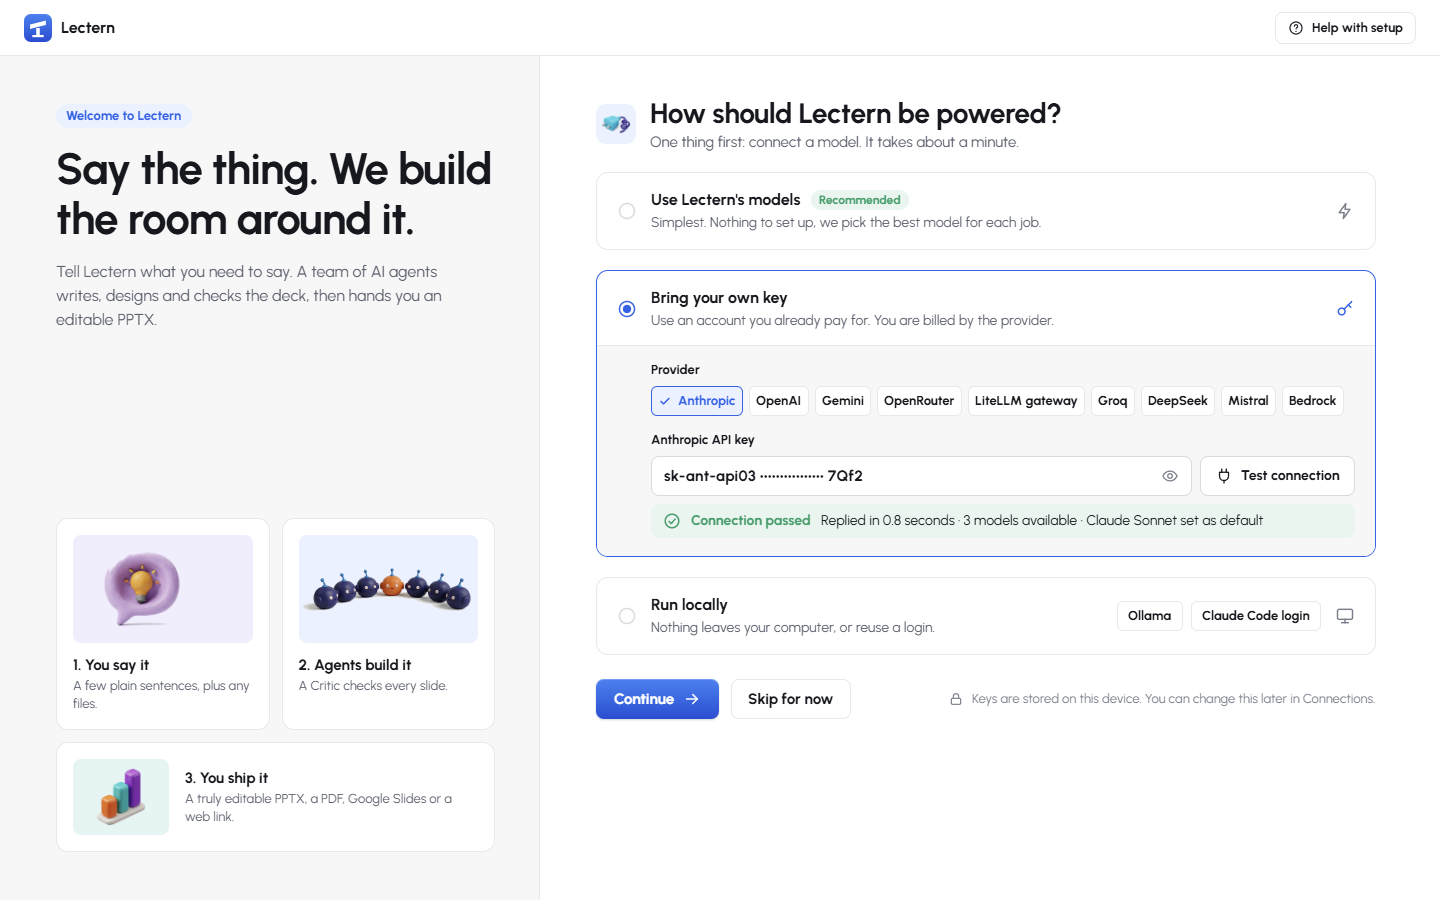 Lectern
Help with setup
Welcome to Lectern
Say the thing. We build
the room around it.
Tell Lectern what you need to say. A team of AI agents
writes, designs and checks the deck, then hands you an
editable PPTX.
1. You say it
A few plain sentences, plus any
files.
2. Agents build it
A Critic checks every slide.
3. You ship it
A truly editable PPTX, a PDF, Google Slides or a
web link.
How should Lectern be powered?
One thing first: connect a model. It takes about a minute.
Use Lectern's models Recommended
Simplest. Nothing to set up, we pick the best model for each job.
Bring your own key
Use an account you already pay for. You are billed by the provider.
Provider
Anthropic OpenAI Gemini OpenRouter LiteLLM gateway Groq DeepSeek Mistral Bedrock
Anthropic API key
sk-ant-api03 ················ 7Qf2 Test connection
Connection passed Replied in 0.8 seconds · 3 models available · Claude Sonnet set as default
Run locally
Nothing leaves your computer, or reuse a login.
Ollama Claude Code login
Continue Skip for now Keys are stored on this device. You can change this later in Connections.